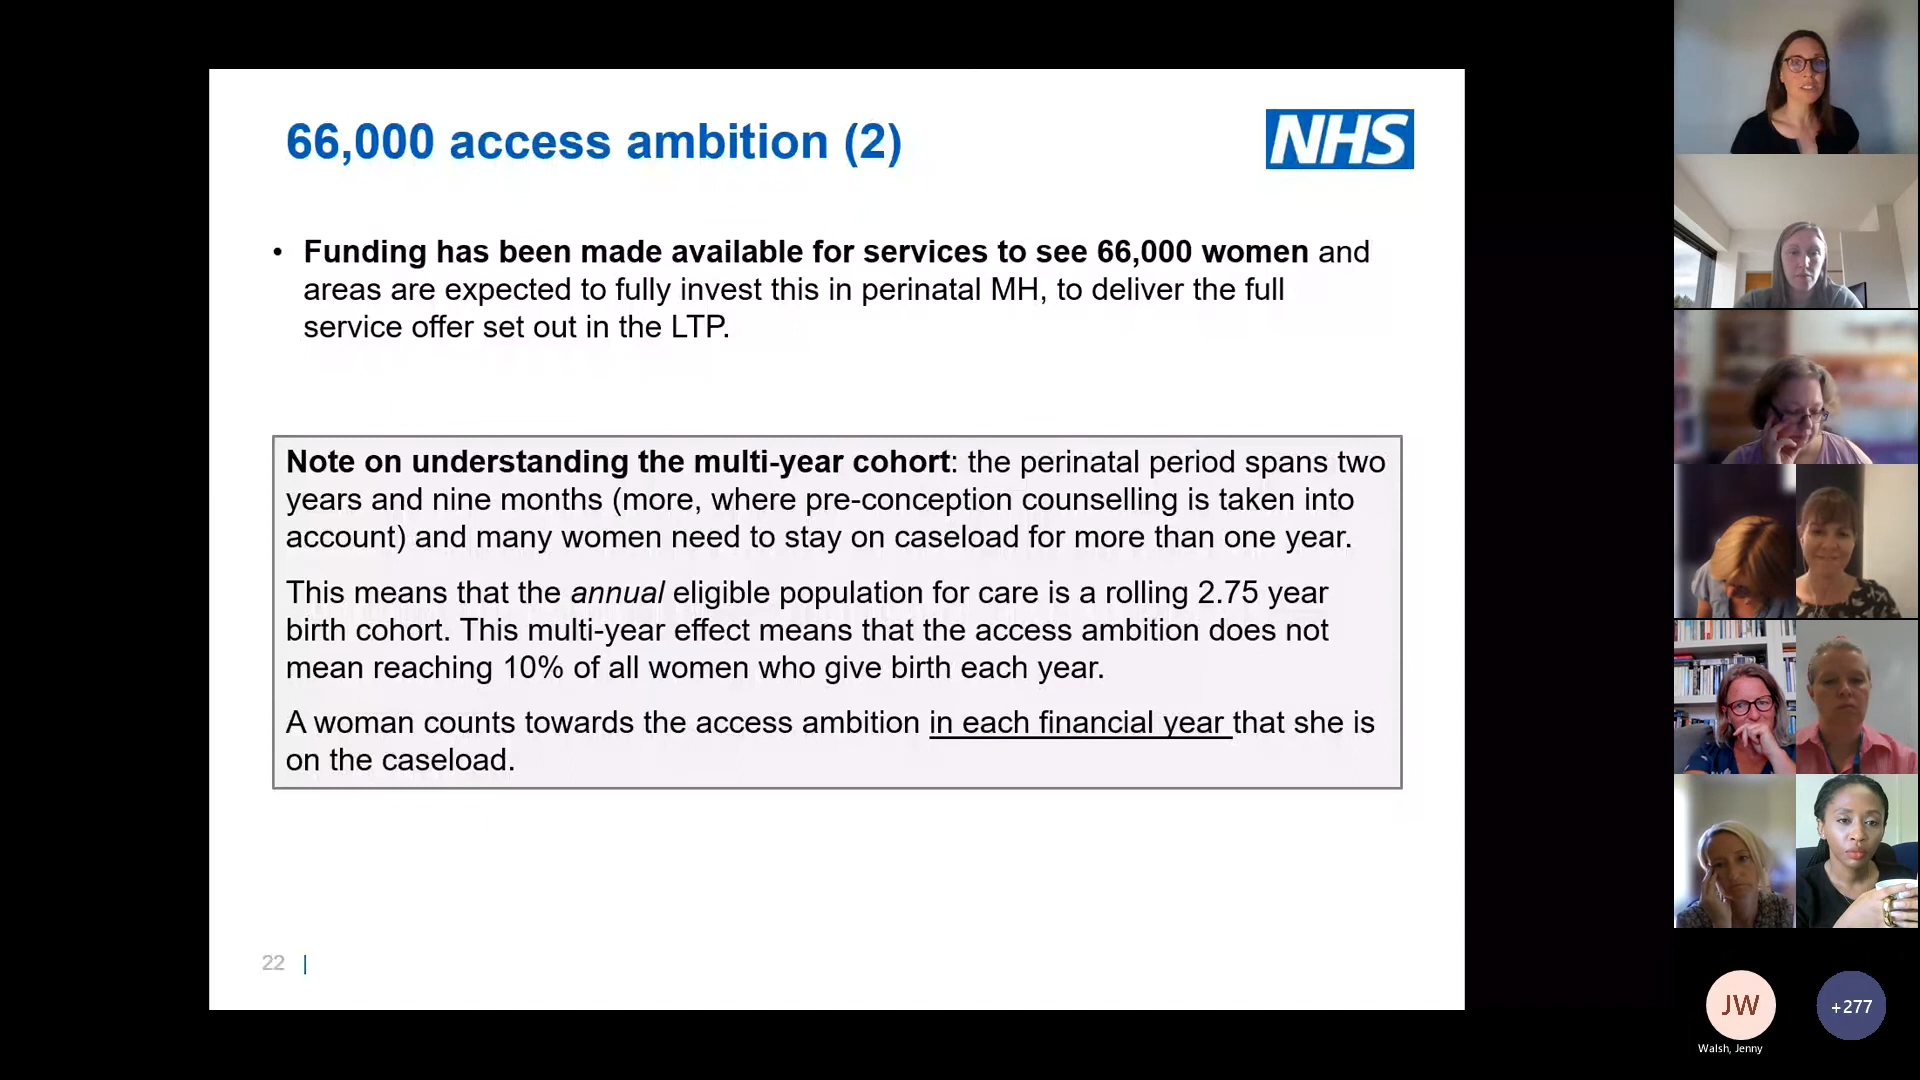 66,000 access ambition (2)
NHS
• Funding has been made available for services to see 66,000 women and
areas are expected to fully invest this in perinatal MH, to deliver the full
service offer set out in the LTP.
Note on understanding the multi-year cohort: the perinatal period spans two
years and nine months (more, where pre-conception counselling is taken into
account) and many women need to stay on caseload for more than one year.
This means that the annual eligible population for care is a rolling 2.75 year
birth cohort. This multi-year effect means that the access ambition does not
mean reaching 10% of all women who give birth each year.
A woman counts towards the access ambition in each financial year that she is
on the caseload.
22 |
JW
Walsh, Jenny
+277